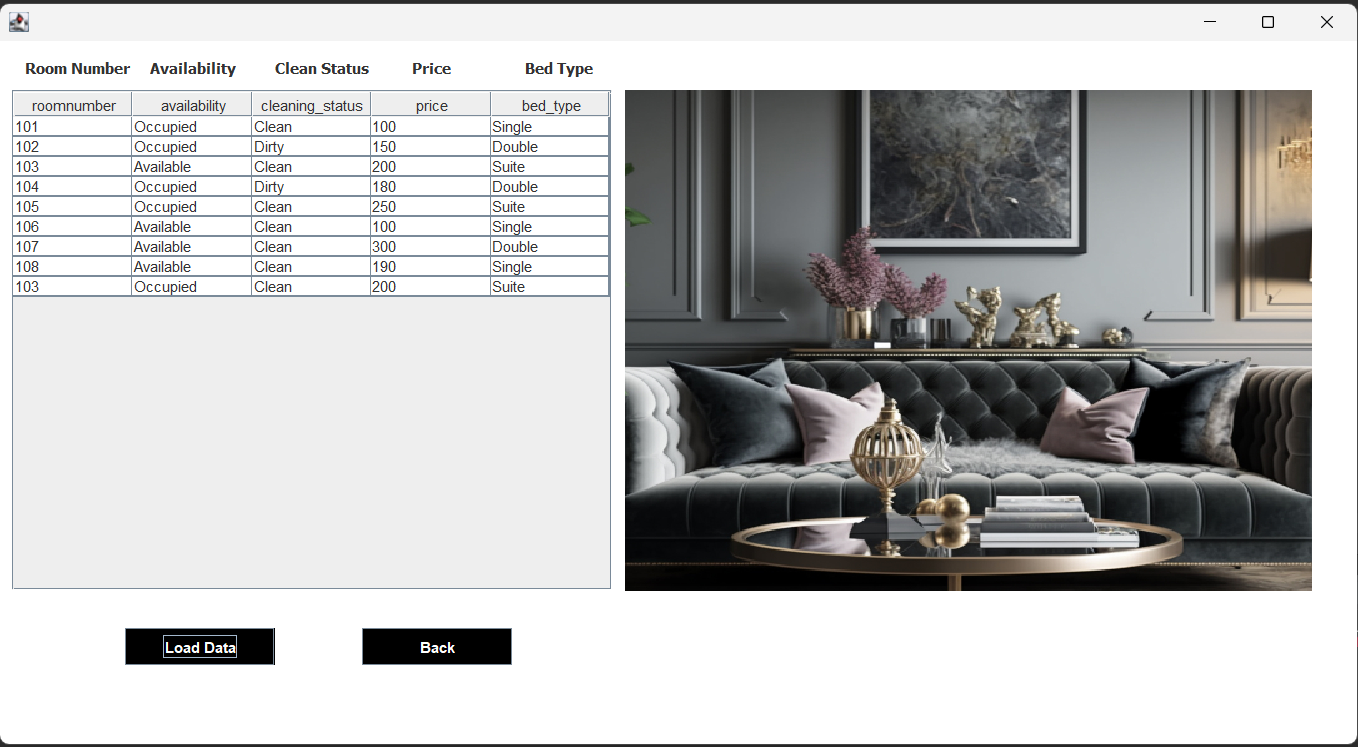 Room Number Availability Clean Status Price Bed Type
roomnumber availability cleaning_status price bed_type
101 Occupied Clean 100 Single
102 Occupied Dirty 150 Double
103 Available Clean 200 Suite
104 Occupied Dirty 180 Double
105 Occupied Clean 250 Suite
106 Available Clean 100 Single
107 Available Clean 300 Double
108 Available Clean 190 Single
103 Occupied Clean 200 Suite
Load Data Back